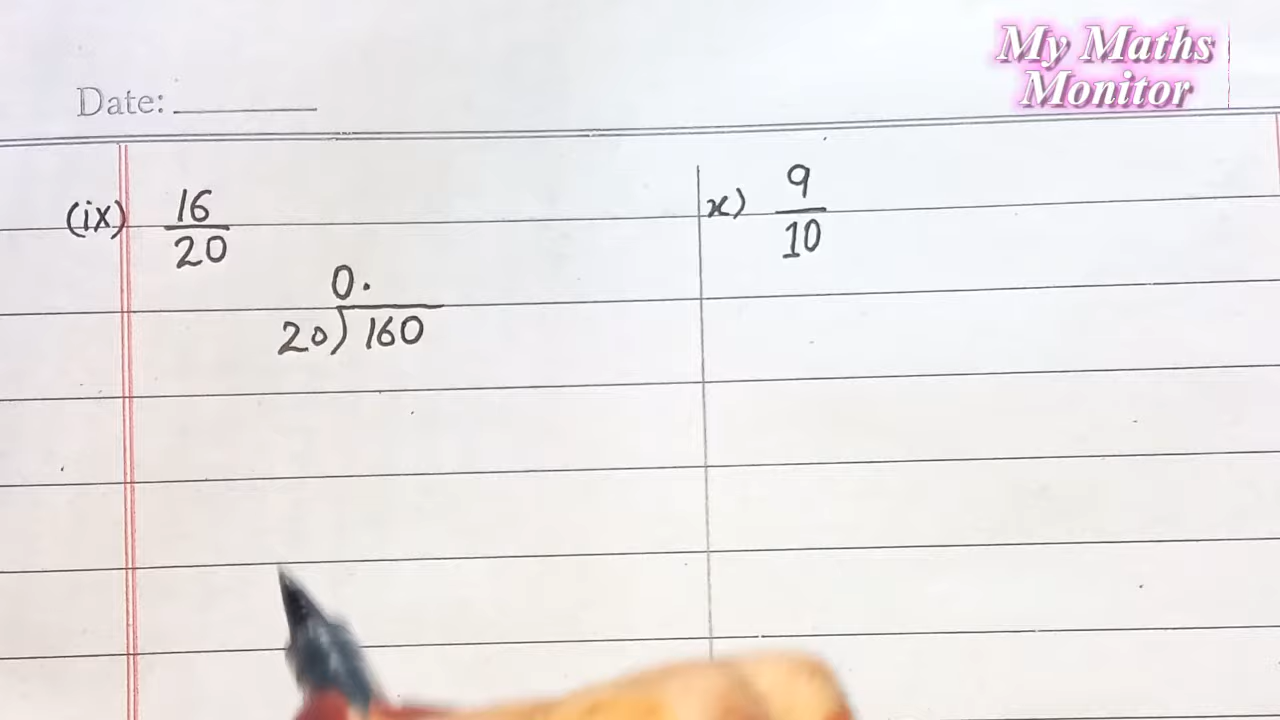 My Maths
Monitor
Date:
(ix) 16/20
0.
20)160
x) 9/10